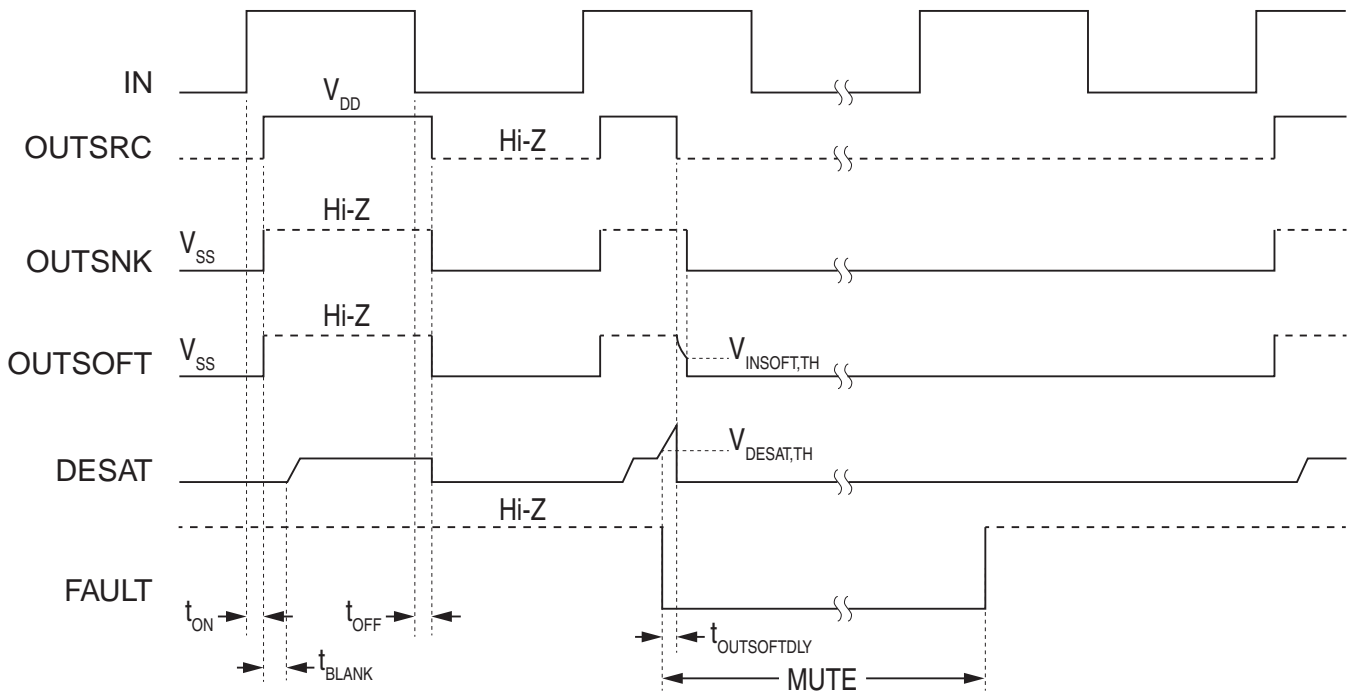 IN
V_DD
OUTSRC
Hi-Z
Hi-Z
OUTSNK
V_SS
Hi-Z
OUTSOFT
V_SS
V_INSOFT,TH
DESAT
V_DESAT,TH
Hi-Z
FAULT
t_ON
t_OFF
t_OUTSOFTDLY
t_BLANK
MUTE